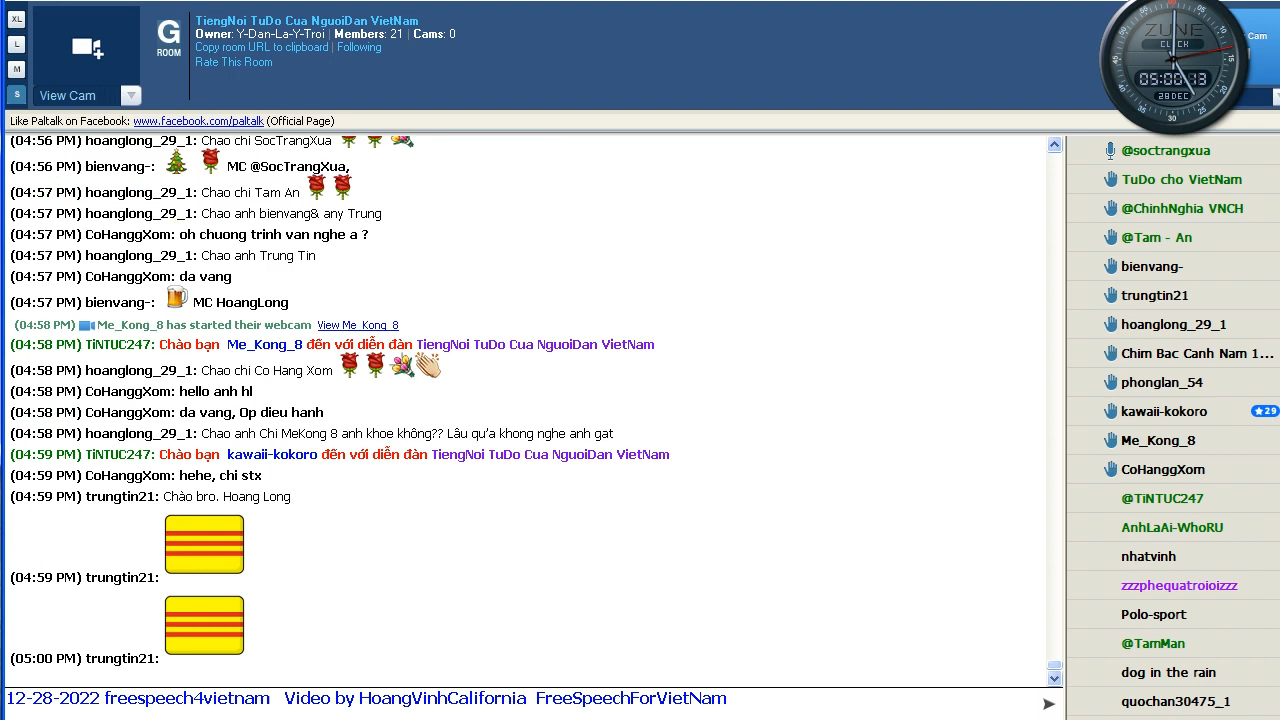 XL
L
M
S
View Cam
G
ROOM
TiengNoi TuDo Cua NguoiDan VietNam
Owner: Y-Dan-La-Y-Troi | Members: 21 | Cams: 0
Copy room URL to clipboard | Following
Rate This Room
ZUNE
CLICK
05:00 43
28DEC
Cam
Like Paltalk on Facebook: www.facebook.com/paltalk (Official Page)
(04:56 PM) hoanglong_29_1: Chao chi SocTrangXua
(04:56 PM) bienvang-: MC @SocTrangXua,
(04:57 PM) hoanglong_29_1: Chao chi Tam An
(04:57 PM) hoanglong_29_1: Chao anh bienvang& any Trung
(04:57 PM) CoHanggXom: oh chuong trinh van nghe a ?
(04:57 PM) hoanglong_29_1: Chao anh Trung Tin
(04:57 PM) CoHanggXom: da vang
(04:57 PM) bienvang-: MC HoangLong
(04:58 PM) Me_Kong_8 has started their webcam View Me_Kong_8
(04:58 PM) TiNTUC247: Chào bạn Me_Kong_8 đến với diễn đàn TiengNoi TuDo Cua NguoiDan VietNam
(04:58 PM) hoanglong_29_1: Chao chi Co Hang Xom
(04:58 PM) CoHanggXom: hello anh hl
(04:58 PM) CoHanggXom: da vang, Op dieu hanh
(04:58 PM) hoanglong_29_1: Chao anh Chi MeKong 8 anh khoe không?? Lâu qu'a khong nghe anh gat
(04:59 PM) TiNTUC247: Chào bạn kawaii-kokoro đến với diễn đàn TiengNoi TuDo Cua NguoiDan VietNam
(04:59 PM) CoHanggXom: hehe, chi stx
(04:59 PM) trungtin21: Chào bro. Hoang Long
(04:59 PM) trungtin21:
(05:00 PM) trungtin21:
12-28-2022 freespeech4vietnam Video by HoangVinhCalifornia FreeSpeechForVietNam
@soctrangxua
TuDo cho VietNam
@ChinhNghia VNCH
@Tam - An
bienvang-
trungtin21
hoanglong_29_1
Chim Bac Canh Nam 1...
phonglan_54
kawaii-kokoro 29
Me_Kong_8
CoHanggXom
@TiNTUC247
AnhLaAi-WhoRU
nhatvinh
zzzphequatroioizzz
Polo-sport
@TamMan
dog in the rain
quochan30475_1